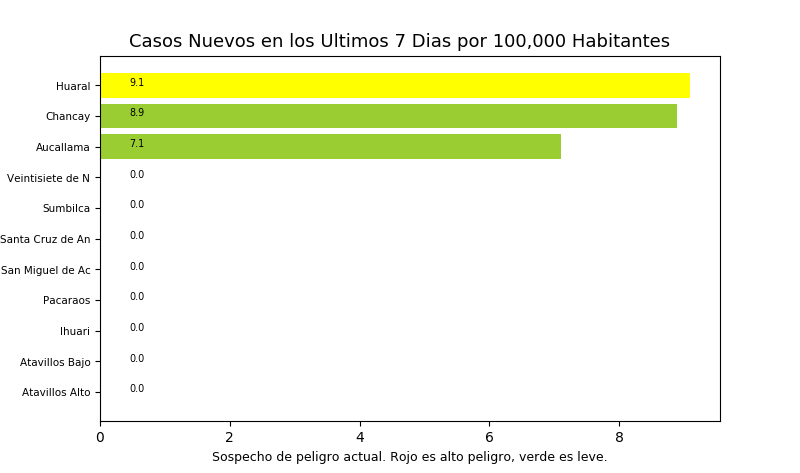 Casos Nuevos en los Ultimos 7 Dias por 100,000 Habitantes
Huaral 9.1
Chancay 8.9
Aucallama 7.1
Veintisiete de N 0.0
Sumbilca 0.0
Santa Cruz de An 0.0
San Miguel de Ac 0.0
Pacaraos 0.0
Ihuari 0.0
Atavillos Bajo 0.0
Atavillos Alto 0.0
0 2 4 6 8
Sospecho de peligro actual. Rojo es alto peligro, verde es leve.